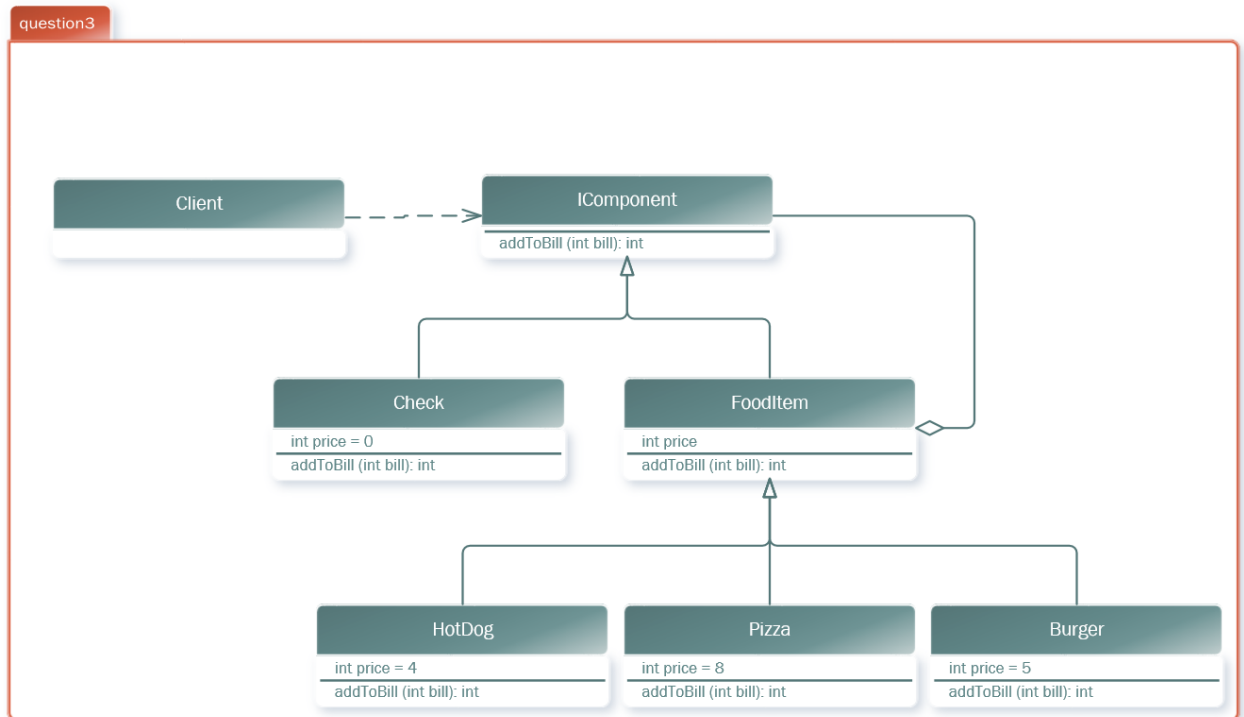 question3
Client
IComponent
addToBill (int bill): int
Check
int price = 0
addToBill (int bill): int
FoodItem
int price
addToBill (int bill): int
HotDog
int price = 4
addToBill (int bill): int
Pizza
int price = 8
addToBill (int bill): int
Burger
int price = 5
addToBill (int bill): int